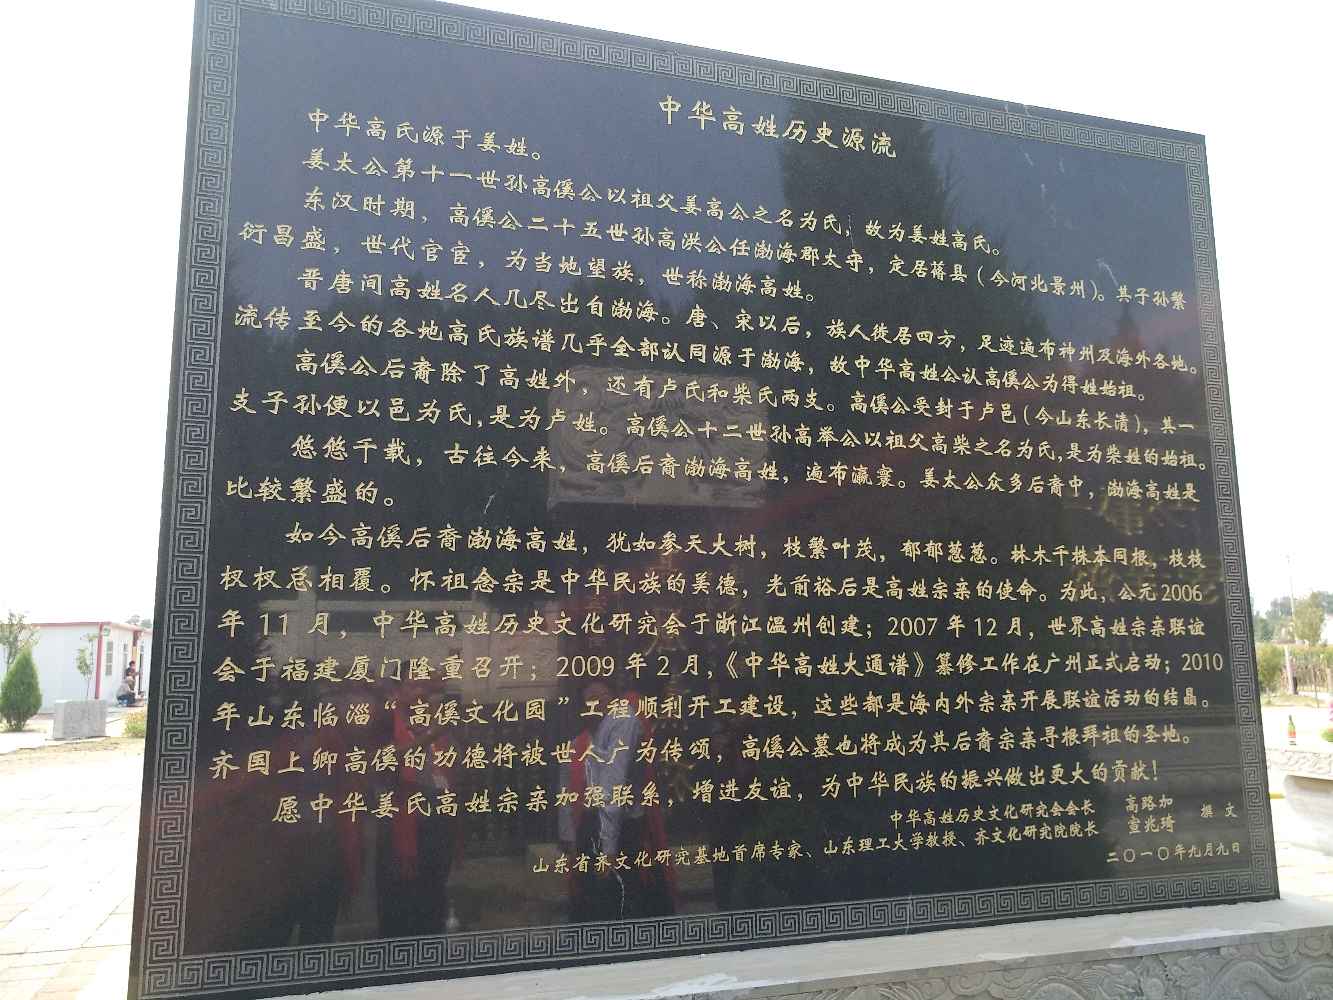 中华高姓历史源流
中华高氏源于姜姓。
姜太公第十一世孙高傒公以祖父姜高公之名为氏，故为姜姓高氏。
东汉时期，高傒公二十五世孙高洪公任渤海郡太守，定居蓨县（今河北景州）。其子孙繁
衍昌盛，世代官宦，为当地望族，世称渤海高姓。
晋唐间高姓名人几尽出自渤海。唐、宋以后，族人徙居四方，足迹遍布神州及海外各地。
流传至今的各地高氏族谱几乎全部认同源于渤海，故中华高姓公认高傒公为得姓始祖。
高傒公后裔除了高姓外，还有卢氏和柴氏两支。高傒公受封于卢邑（今山东长清），其一
支子孙便以邑为氏，是为卢姓。高傒公十二世孙高举公以祖父高柴之名为氏，是为柴姓的始祖。
悠悠千载，古往今来，高傒后裔渤海高姓，遍布瀛寰。姜太公众多后裔中，渤海高姓是
比较繁盛的。
如今高傒后裔渤海高姓，犹如参天大树，枝繁叶茂，郁郁葱葱。林木千株本同根，枝枝
杈杈总相覆。怀祖念宗是中华民族的美德，光前裕后是高姓宗亲的使命。为此，公元2006
年11月，中华高姓历史文化研究会于浙江温州创建；2007年12月，世界高姓宗亲联谊
会于福建厦门隆重召开；2009年2月，《中华高姓大通谱》纂修工作在广州正式启动；2010
年山东临淄“高傒文化园”工程顺利开工建设，这些都是海内外宗亲开展联谊活动的结晶。
齐国上卿高傒的功德将被世人广为传颂，高傒公墓也将成为其后裔宗亲寻根拜祖的圣地。
愿中华姜氏高姓宗亲加强联系，增进友谊，为中华民族的振兴做出更大的贡献！
中华高姓历史文化研究会会长 高路加
山东省齐文化研究基地首席专家、山东理工大学教授、齐文化研究院院长 宣兆琦 撰文
二〇一〇年九月九日